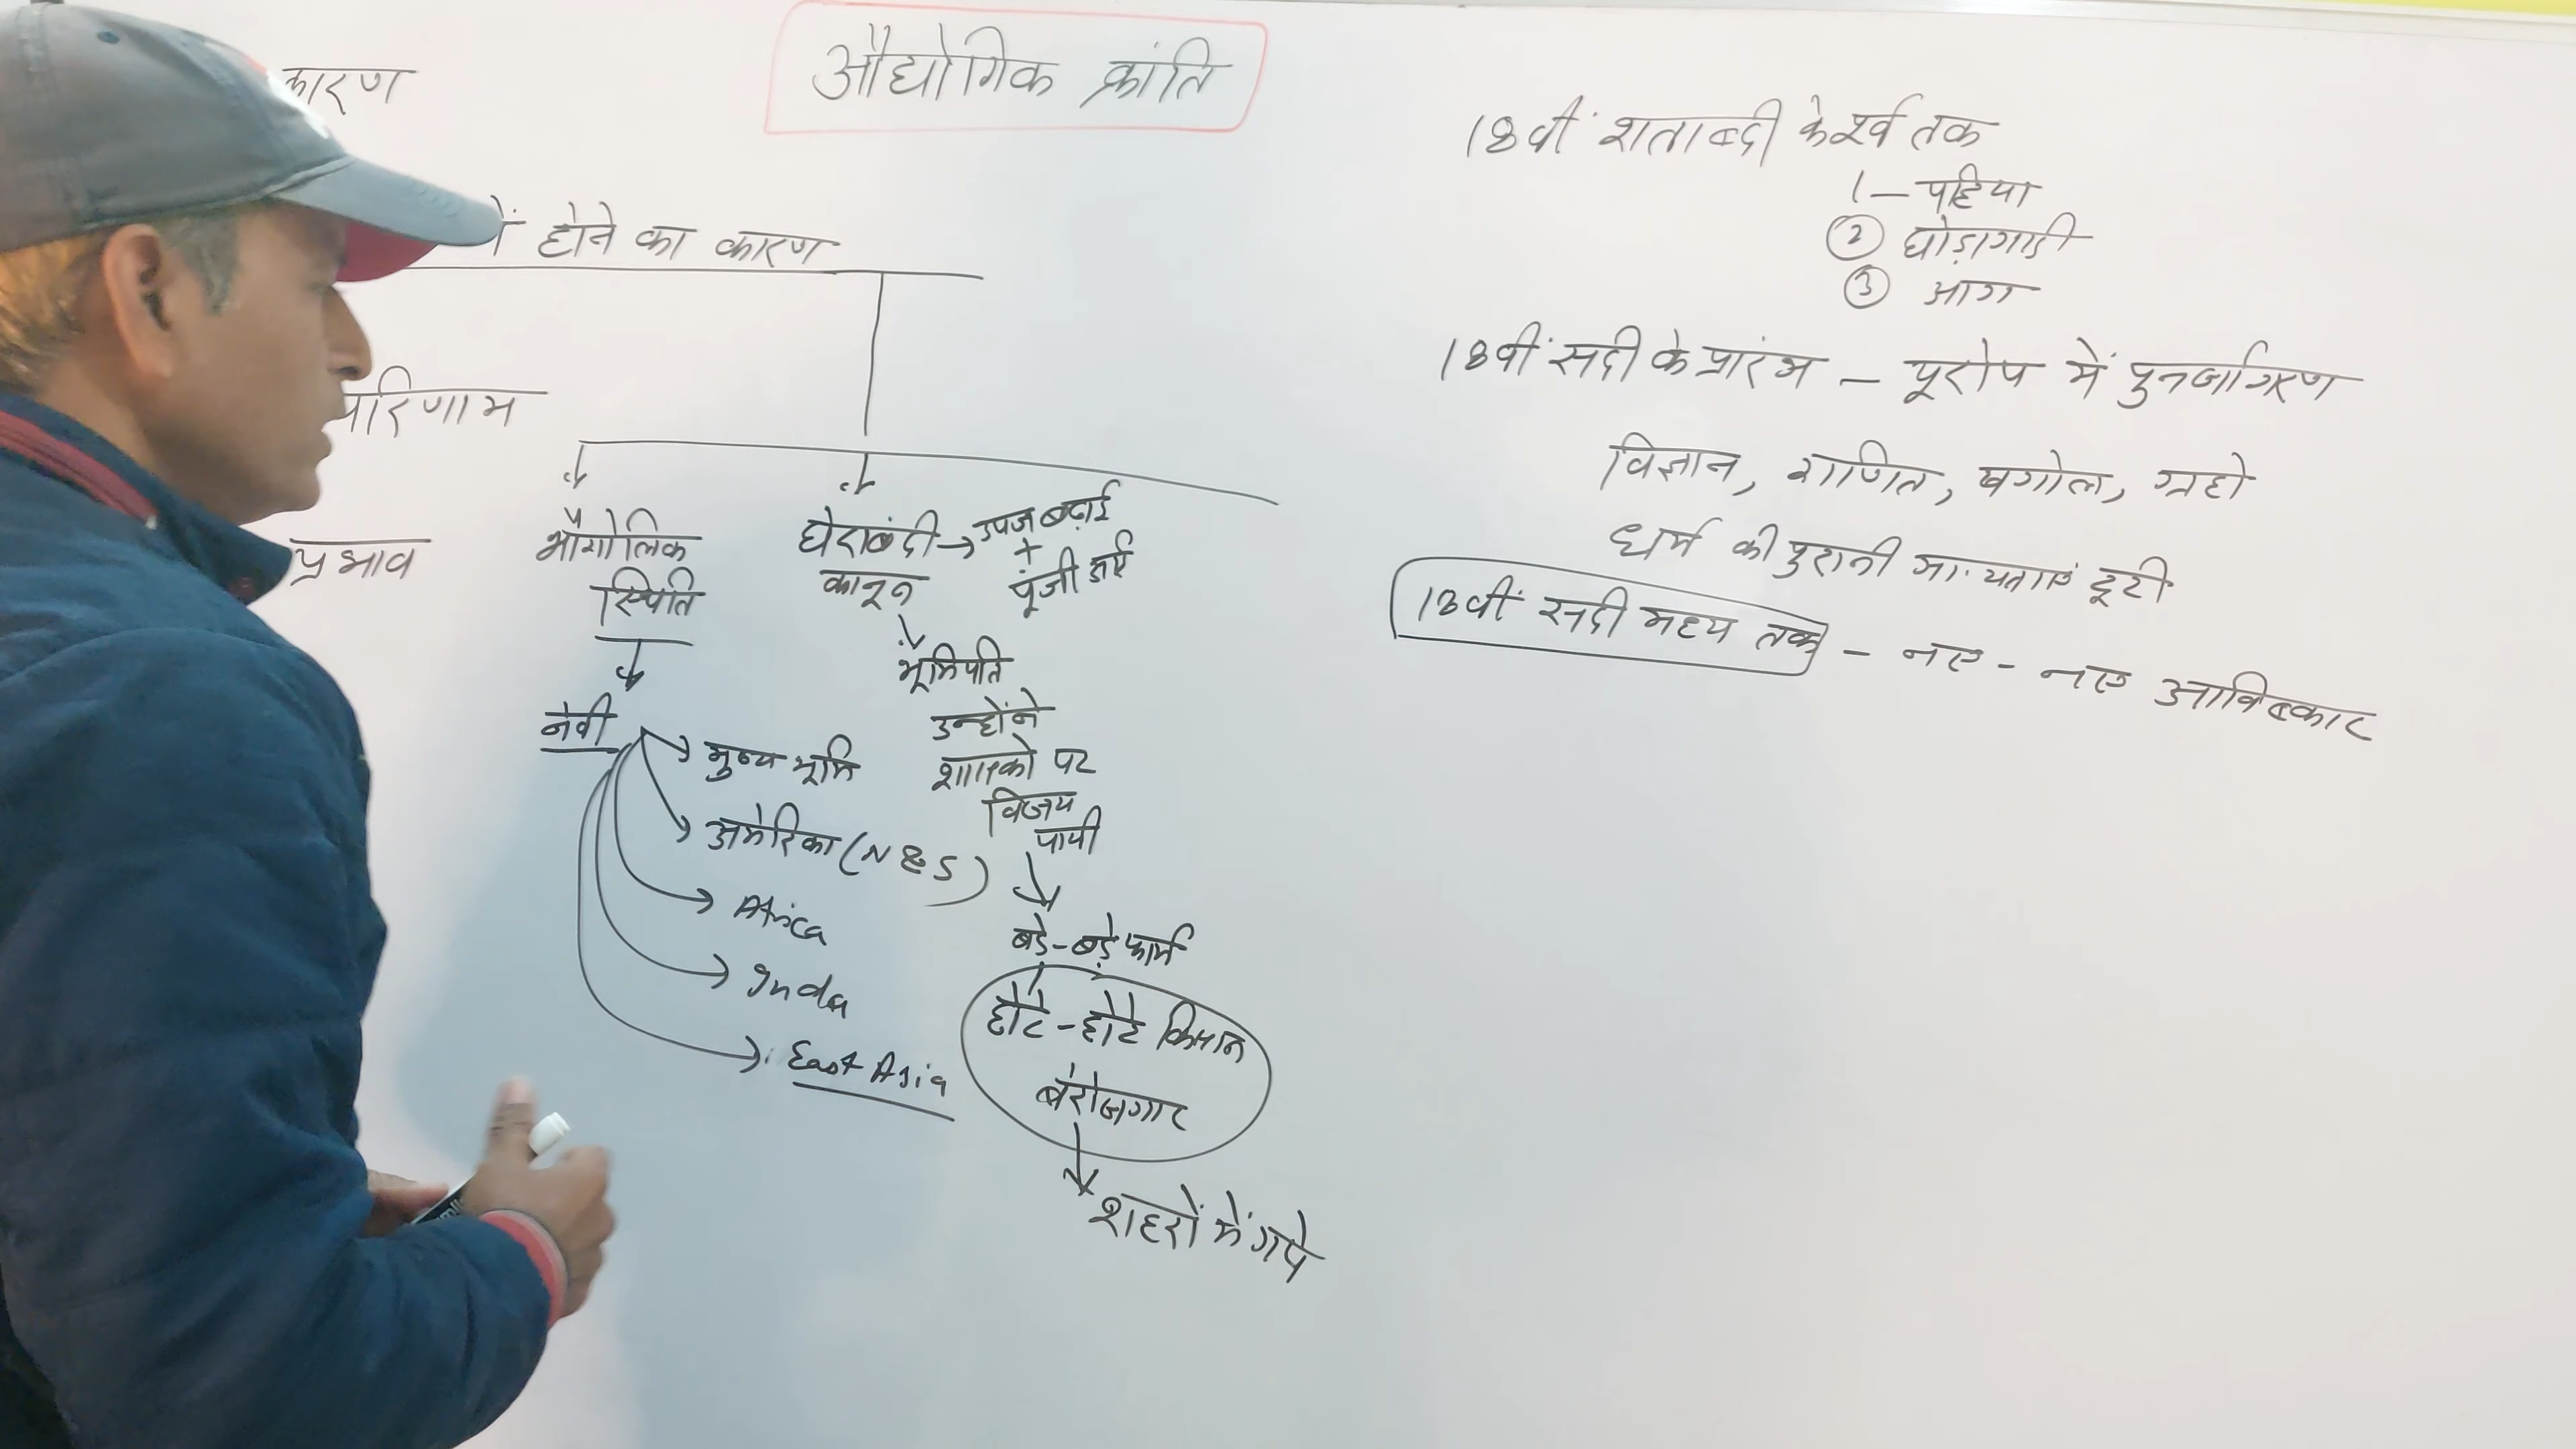 औद्योगिक क्रांति
कारण
में होने का कारण
परिणाम
प्रभाव
भौगोलिक
स्थिति
नेवी
मुख्य भूमि
अमेरिका (N & S)
Africa
India
East Asia
घेराबंदी → उपज बढ़ाई
कानून
+
पूंजी आई
भूमिपति
उन्होंने
शासको पर
विजय
पायी
बड़े-बड़े फार्म
छोटे-छोटे किसान
बेरोजगार
शहरों में गये
18वीं शताब्दी के पूर्व तक
1 – पहिया
2 घोड़ागाडी
3 आग
18वीं सदी के प्रारंभ – यूरोप में पुनर्जागरण
विज्ञान, गणित, खगोल, ग्रहो
धर्म की पुरानी मान्यताएं टूटी
18वीं सदी मध्य तक – नए - नए आविष्कार